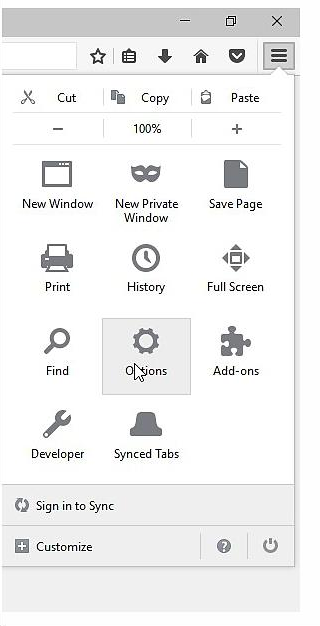 Cut Copy Paste
− 100% +
New Window New Private Window Save Page
Print History Full Screen
Find Options Add-ons
Developer Synced Tabs
Sign in to Sync
Customize ?